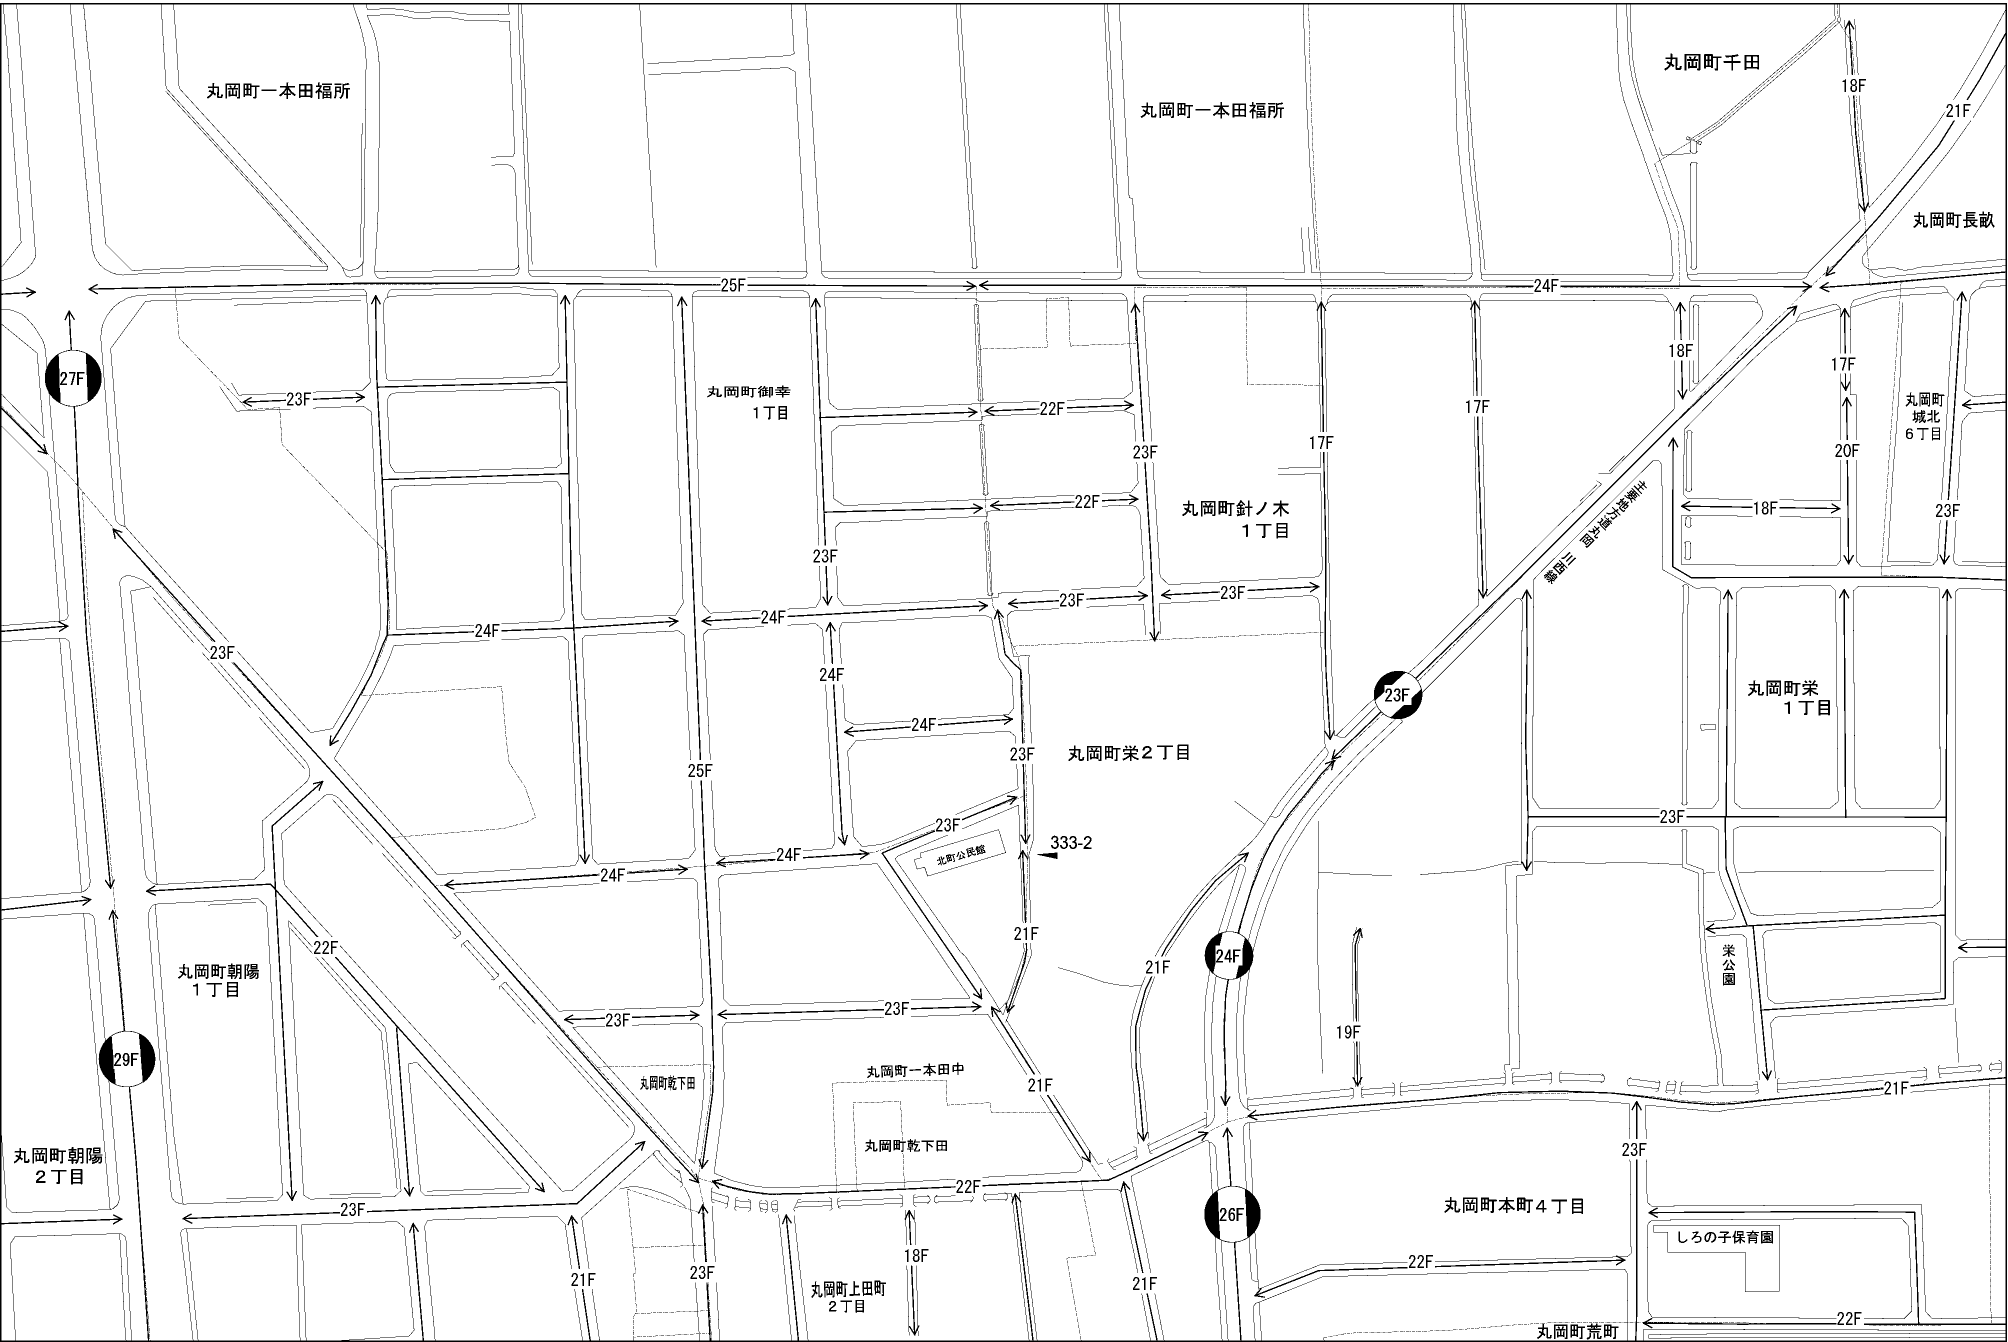 丸岡町千田
18F
丸岡町一本田福所
丸岡町一本田福所
21F
丸岡町長畝
25F
24F
27F
18F
17F
23F
丸岡町御幸
1丁目
22F
17F
丸岡町
城北
6丁目
23F
17F
20F
22F
丸岡町針ノ木
1丁目
18F
23F
主要地方道丸岡川西線
23F
23F
23F
24F
24F
23F
24F
23F
丸岡町栄
1丁目
24F
23F
丸岡町栄2丁目
25F
23F
23F
333-2
北町公民館
24F
24F
21F
22F
24F
21F
栄公園
丸岡町朝陽
1丁目
23F
23F
19F
丸岡町一本田中
丸岡町乾下田
21F
21F
丸岡町乾下田
23F
丸岡町朝陽
2丁目
29F
22F
23F
丸岡町本町4丁目
26F
しろの子保育園
18F
22F
23F
21F
21F
丸岡町上田町
2丁目
22F
丸岡町荒町